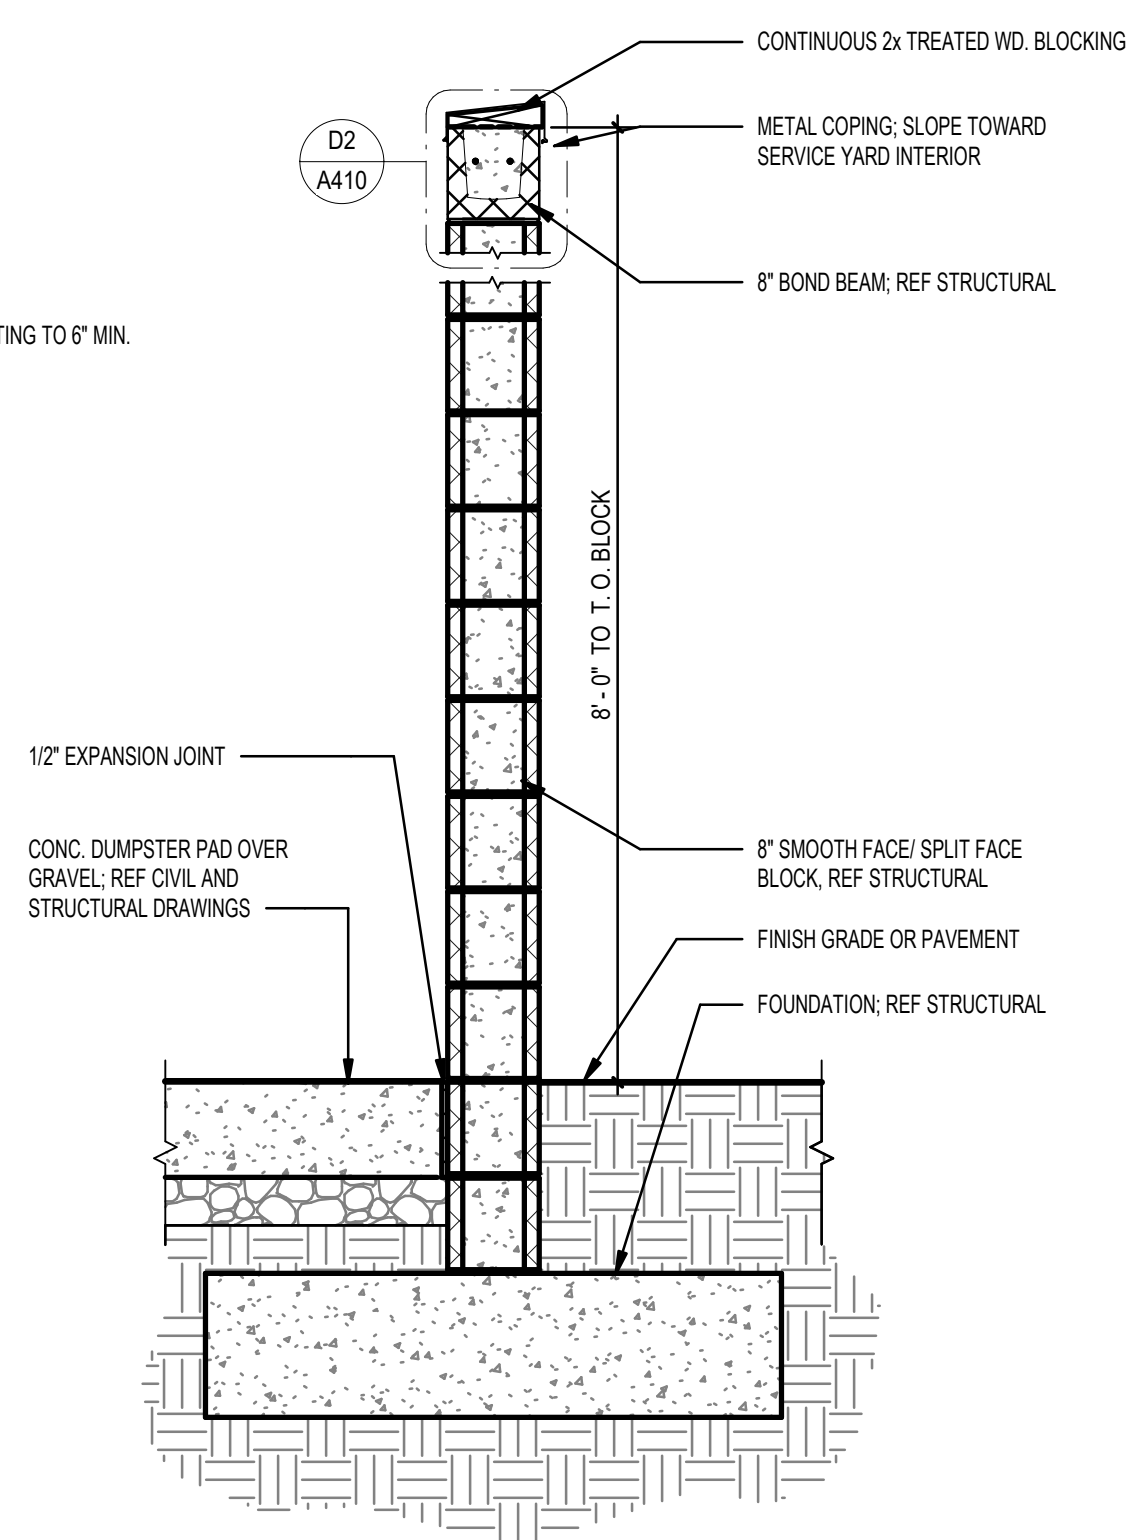 CONTINUOUS 2x TREATED WD. BLOCKING
METAL COPING; SLOPE TOWARD
SERVICE YARD INTERIOR
D2
A410
8" BOND BEAM; REF STRUCTURAL
TING TO 6" MIN.
8' - 0" TO T. O. BLOCK
1/2" EXPANSION JOINT
CONC. DUMPSTER PAD OVER
GRAVEL; REF CIVIL AND
STRUCTURAL DRAWINGS
8" SMOOTH FACE/ SPLIT FACE
BLOCK, REF STRUCTURAL
FINISH GRADE OR PAVEMENT
FOUNDATION; REF STRUCTURAL